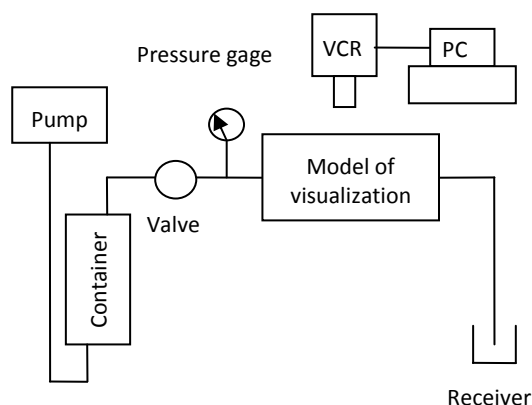 VCR
PC
Pressure gage
Pump
Model of
visualization
Valve
Container
Receiver